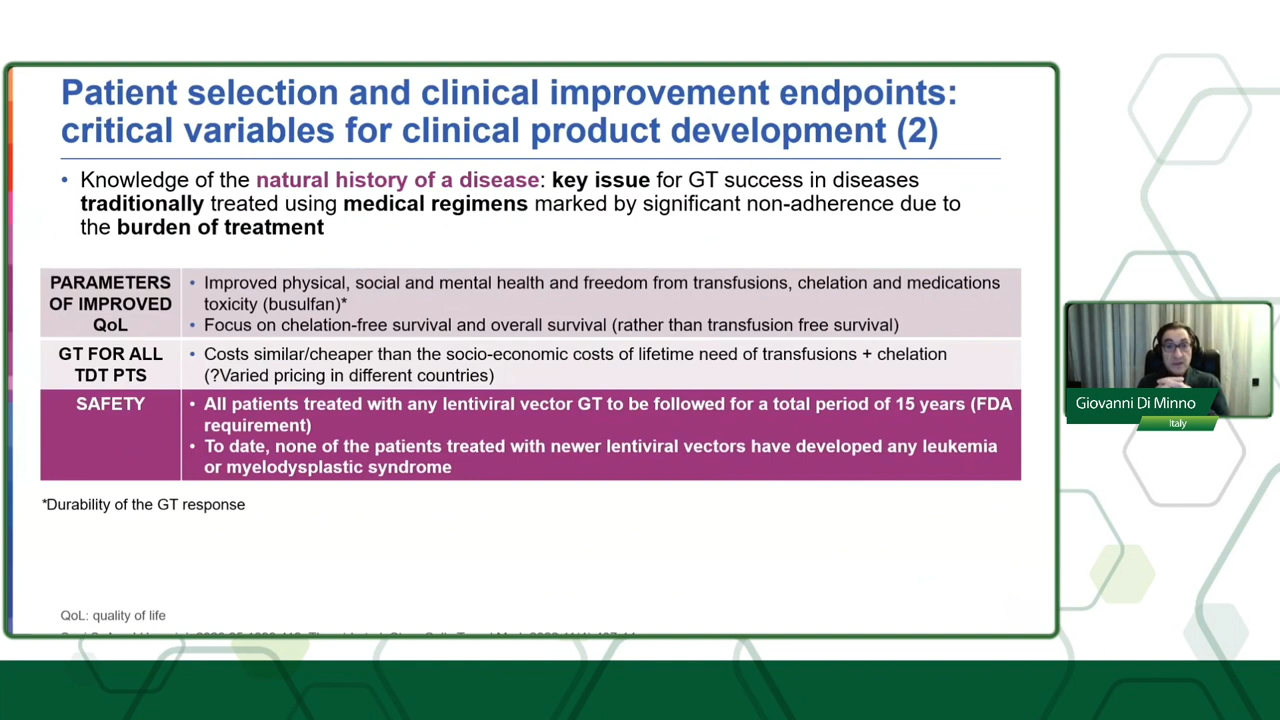 Patient selection and clinical improvement endpoints:
critical variables for clinical product development (2)
• Knowledge of the natural history of a disease: key issue for GT success in diseases
traditionally treated using medical regimens marked by significant non-adherence due to
the burden of treatment
PARAMETERS
OF IMPROVED
QoL
• Improved physical, social and mental health and freedom from transfusions, chelation and medications
toxicity (busulfan)*
• Focus on chelation-free survival and overall survival (rather than transfusion free survival)
GT FOR ALL
TDT PTS
• Costs similar/cheaper than the socio-economic costs of lifetime need of transfusions + chelation
(?Varied pricing in different countries)
SAFETY
• All patients treated with any lentiviral vector GT to be followed for a total period of 15 years (FDA
requirement)
• To date, none of the patients treated with newer lentiviral vectors have developed any leukemia
or myelodysplastic syndrome
*Durability of the GT response
QoL: quality of life
Giovanni Di Minno
Italy